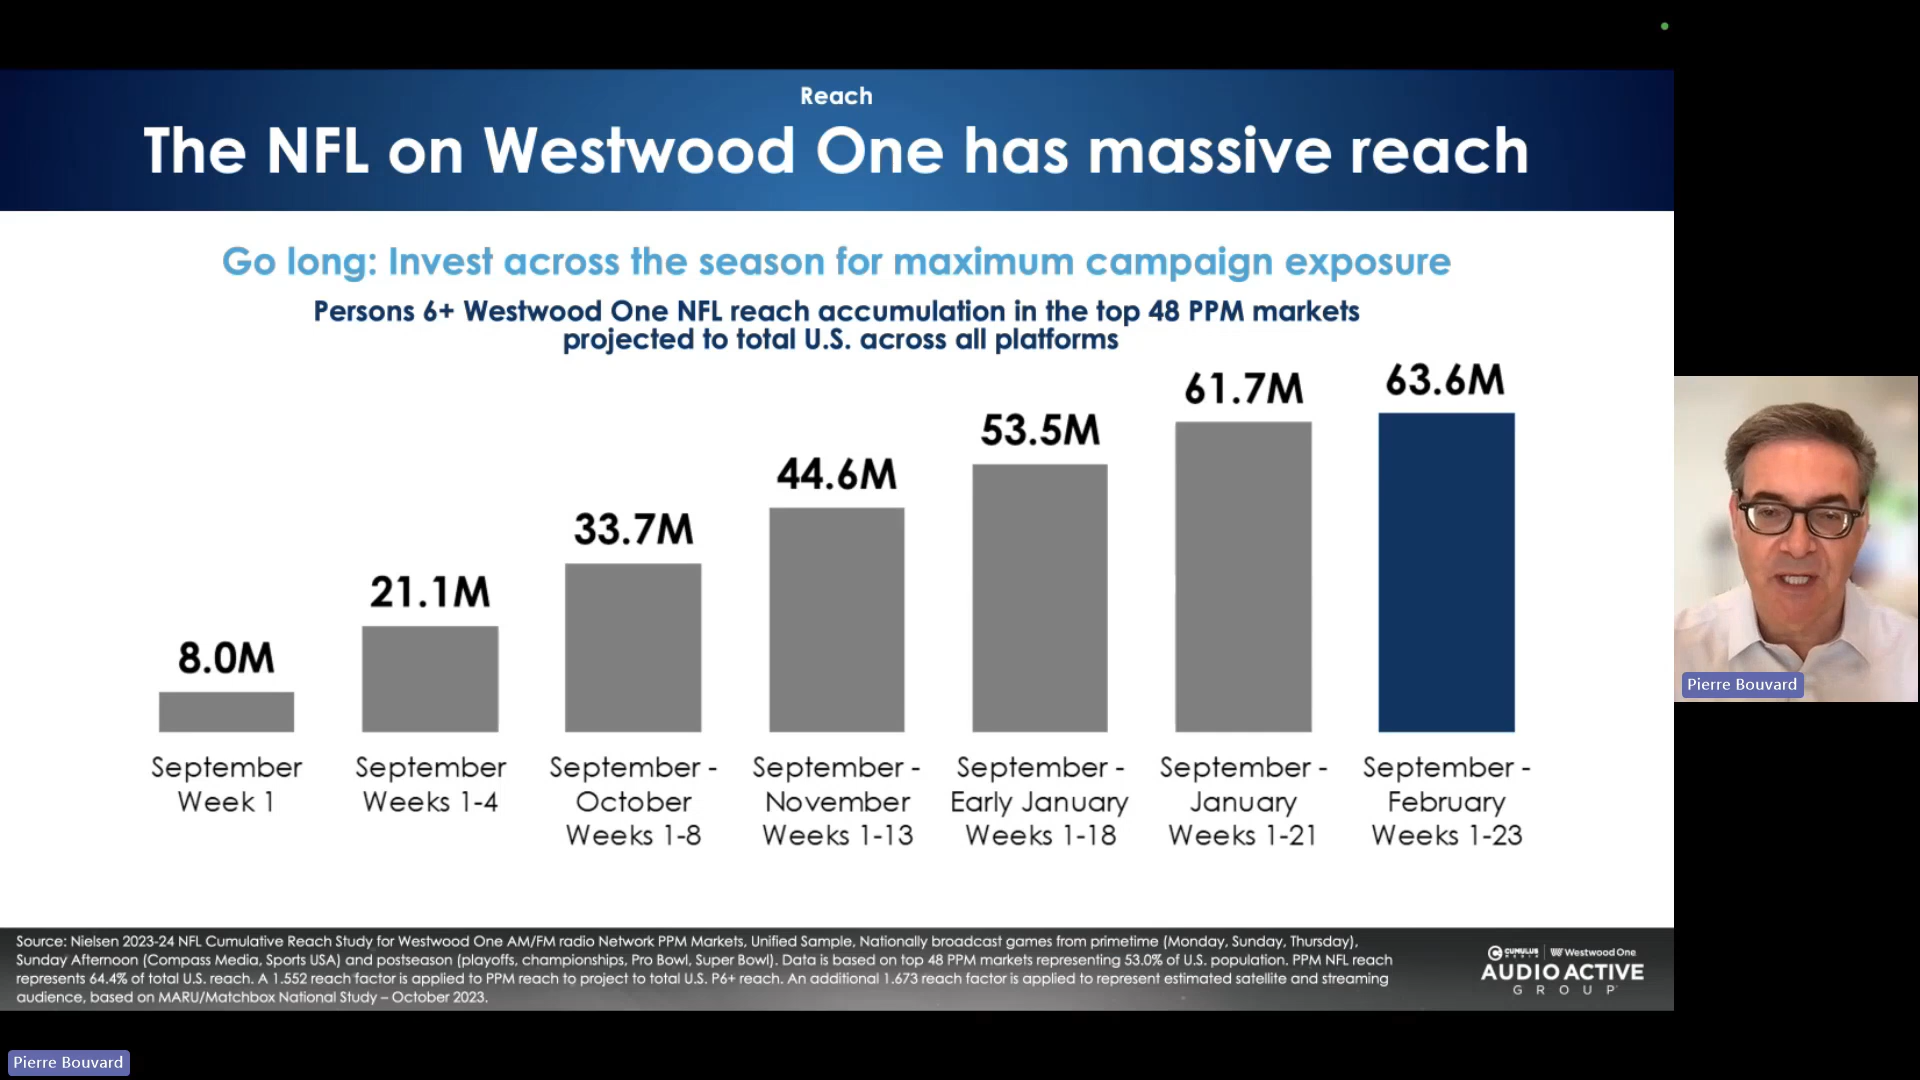 Reach
The NFL on Westwood One has massive reach
Go long: Invest across the season for maximum campaign exposure
Persons 6+ Westwood One NFL reach accumulation in the top 48 PPM markets
projected to total U.S. across all platforms
8.0M
21.1M
33.7M
44.6M
53.5M
61.7M
63.6M
September
Week 1
September
Weeks 1-4
September -
October
Weeks 1-8
September -
November
Weeks 1-13
September -
Early January
Weeks 1-18
September -
January
Weeks 1-21
September -
February
Weeks 1-23
Source: Nielsen 2023-24 NFL Cumulative Reach Study for Westwood One AM/FM radio Network PPM Markets, Unified Sample, Nationally broadcast games from primetime (Monday, Sunday, Thursday),
Sunday Afternoon (Compass Media, Sports USA) and postseason (playoffs, championships, Pro Bowl, Super Bowl). Data is based on top 48 PPM markets representing 53.0% of U.S. population. PPM NFL reach
represents 64.4% of total U.S. reach. A 1.552 reach factor is applied to PPM reach to project to total U.S. P6+ reach. An additional 1.673 reach factor is applied to represent estimated satellite and streaming
audience, based on MARU/Matchbox National Study – October 2023.
CUMULUS MEDIA | Westwood One
AUDIO ACTIVE
GROUP
Pierre Bouvard
Pierre Bouvard